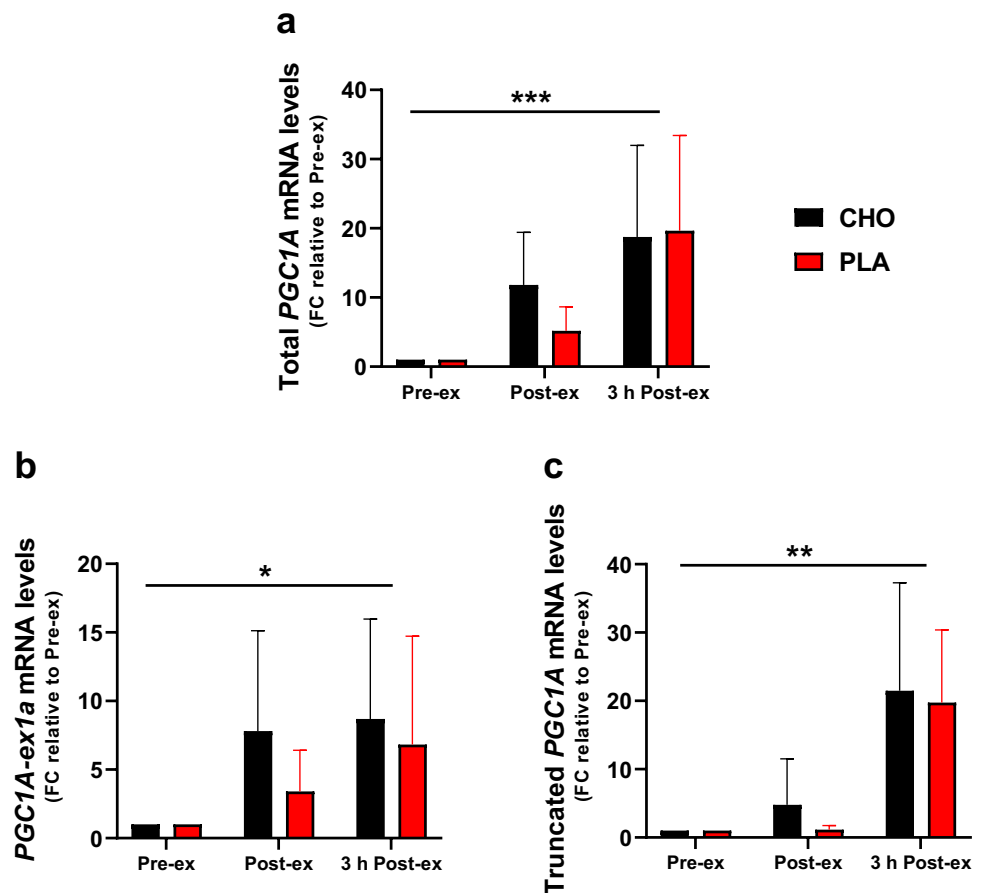 a
Total PGC1A mRNA levels
(FC relative to Pre-ex)
40
30
20
10
0
***
Pre-ex
Post-ex
3 h Post-ex
CHO
PLA
b
PGC1A-ex1a mRNA levels
(FC relative to Pre-ex)
20
15
10
5
0
*
Pre-ex
Post-ex
3 h Post-ex
c
Truncated PGC1A mRNA levels
(FC relative to Pre-ex)
40
30
20
10
0
**
Pre-ex
Post-ex
3 h Post-ex